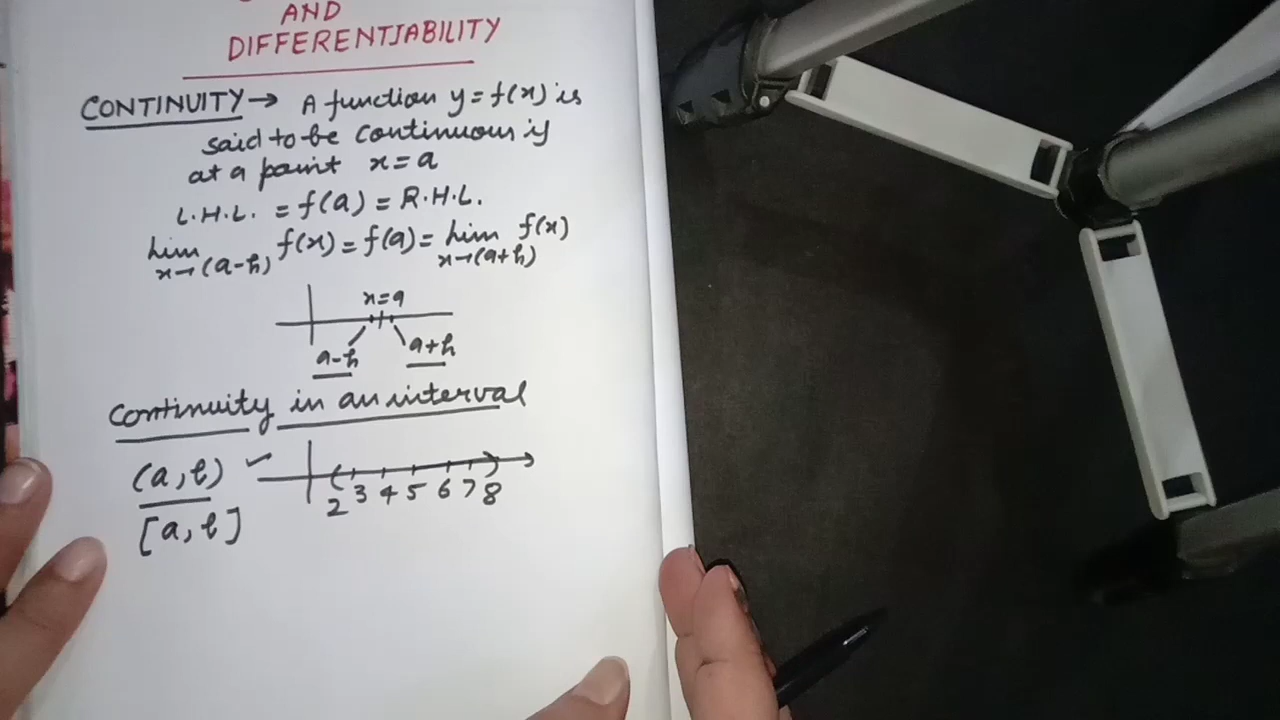 AND
DIFFERENTIABILITY
CONTINUITY → A function y = f(x) is
said to be continuous if
at a point x = a
L.H.L. = f(a) = R.H.L.
lim x→(a-h) f(x) = f(a) = lim x→(a+h) f(x)
x=a
a-h a+h
Continuity in an interval
(a,b) ✓
2 3 4 5 6 7 8
[a,b]